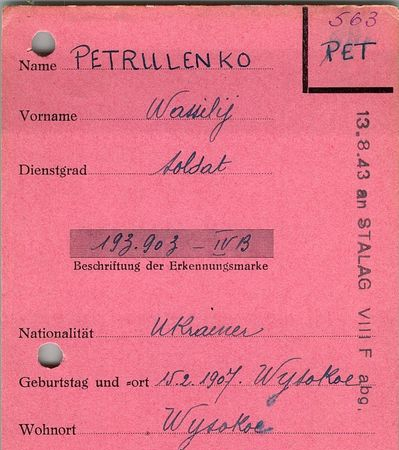 563
PET
Name PETRULENKO
Vorname Wassilij
Dienstgrad Soldat
193.903 – IVB
Beschriftung der Erkennungsmarke
Nationalität Ukrainer
Geburtstag und =ort 15.2.1907. Wysokoe
Wohnort Wysokoe
13.8.43 an STALAG VIII F abg.